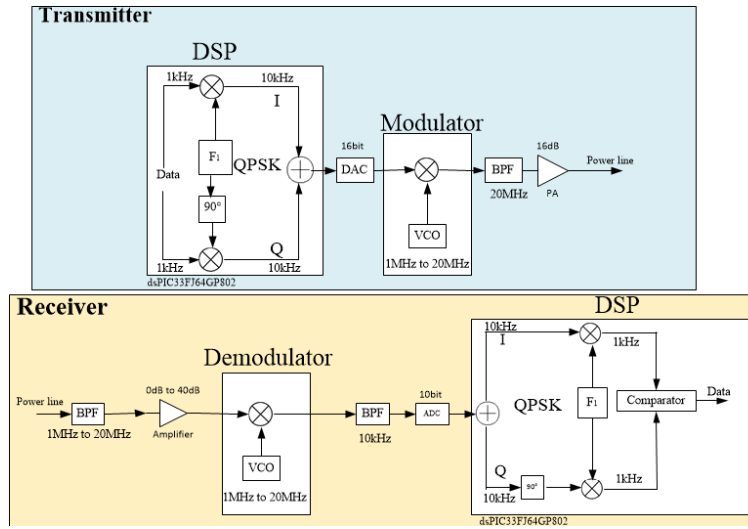 Transmitter
DSP
1kHz
10kHz
I
Modulator
F1
QPSK
16bit
16dB
Data
DAC
BPF
Power line
20MHz
PA
90°
VCO
Q
1kHz
10kHz
1MHz to 20MHz
dsPIC33FJ64GP802
Receiver
DSP
Demodulator
10kHz
I
1kHz
0dB to 40dB
10bit
Power line
BPF
BPF
ADC
QPSK
F1
Comparator
Data
1MHz to 20MHz
Amplifier
10kHz
VCO
Q
90°
1kHz
10kHz
1MHz to 20MHz
dsPIC33FJ64GP802